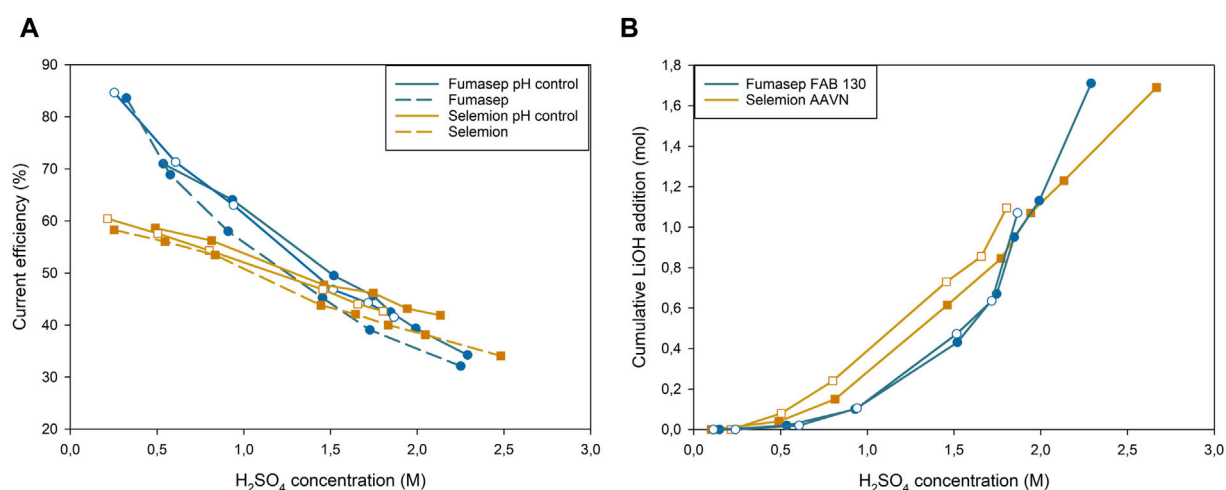 A
90
80
70
60
50
40
30
20
Current efficiency (%)
0,0
0,5
1,0
1,5
2,0
2,5
3,0
H₂SO₄ concentration (M)
Fumasep pH control
Fumasep
Selemion pH control
Selemion
B
1,8
1,6
1,4
1,2
1,0
0,8
0,6
0,4
0,2
0,0
Cumulative LiOH addition (mol)
0,0
0,5
1,0
1,5
2,0
2,5
3,0
H₂SO₄ concentration (M)
Fumasep FAB 130
Selemion AAVN